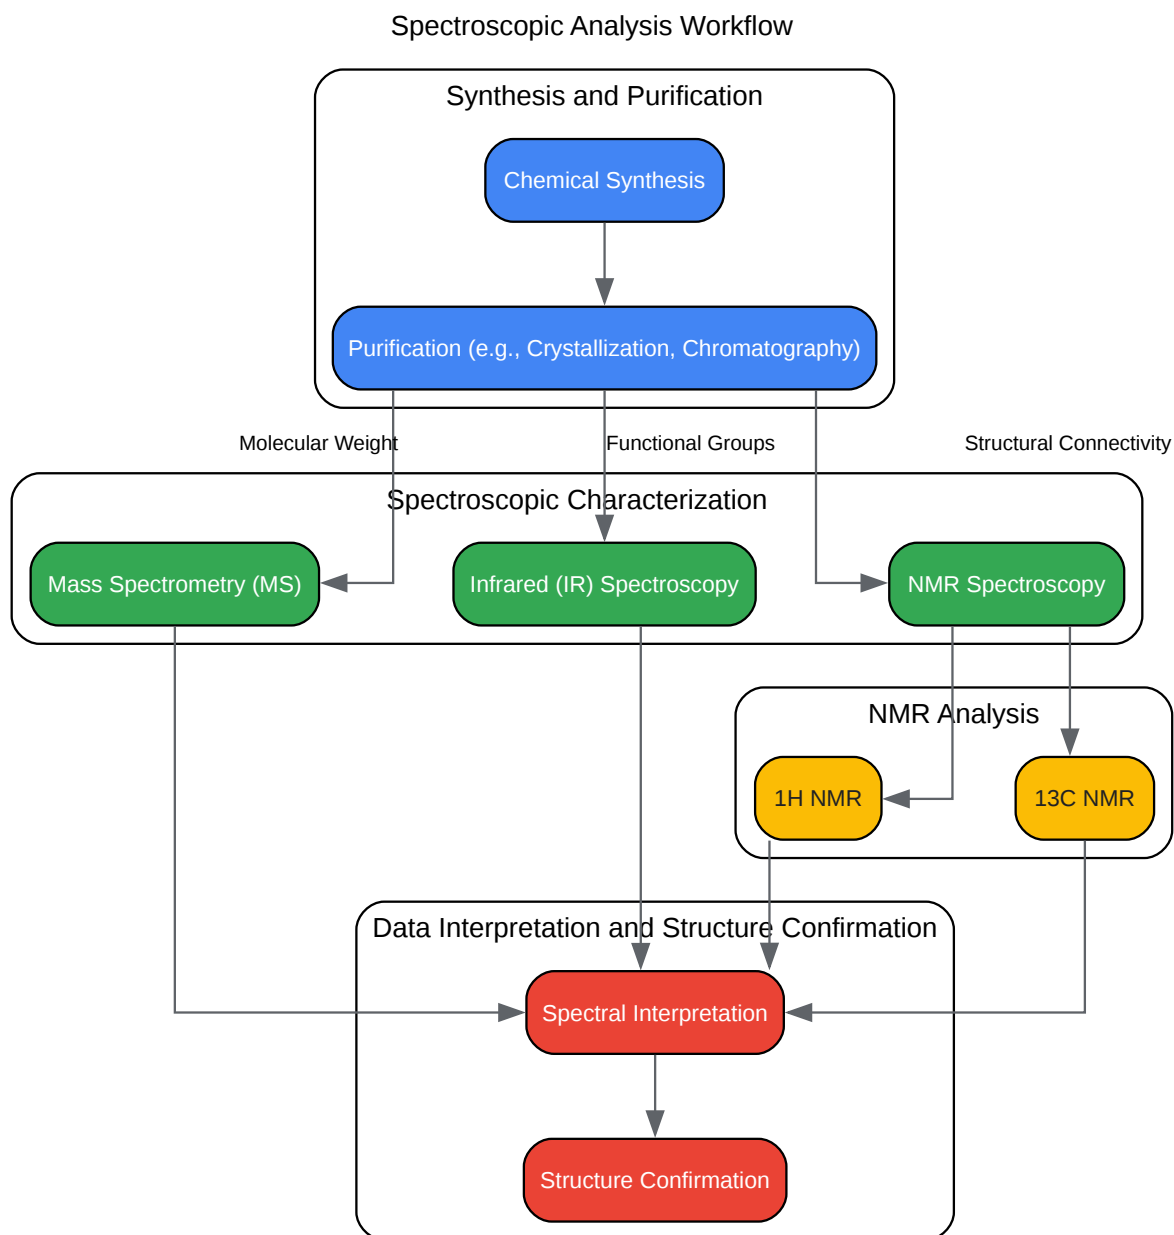 Spectroscopic Analysis Workflow
Synthesis and Purification
Chemical Synthesis
Purification (e.g., Crystallization, Chromatography)
Molecular Weight
Functional Groups
Structural Connectivity
Spectroscopic Characterization
Mass Spectrometry (MS)
Infrared (IR) Spectroscopy
NMR Spectroscopy
NMR Analysis
1H NMR
13C NMR
Data Interpretation and Structure Confirmation
Spectral Interpretation
Structure Confirmation